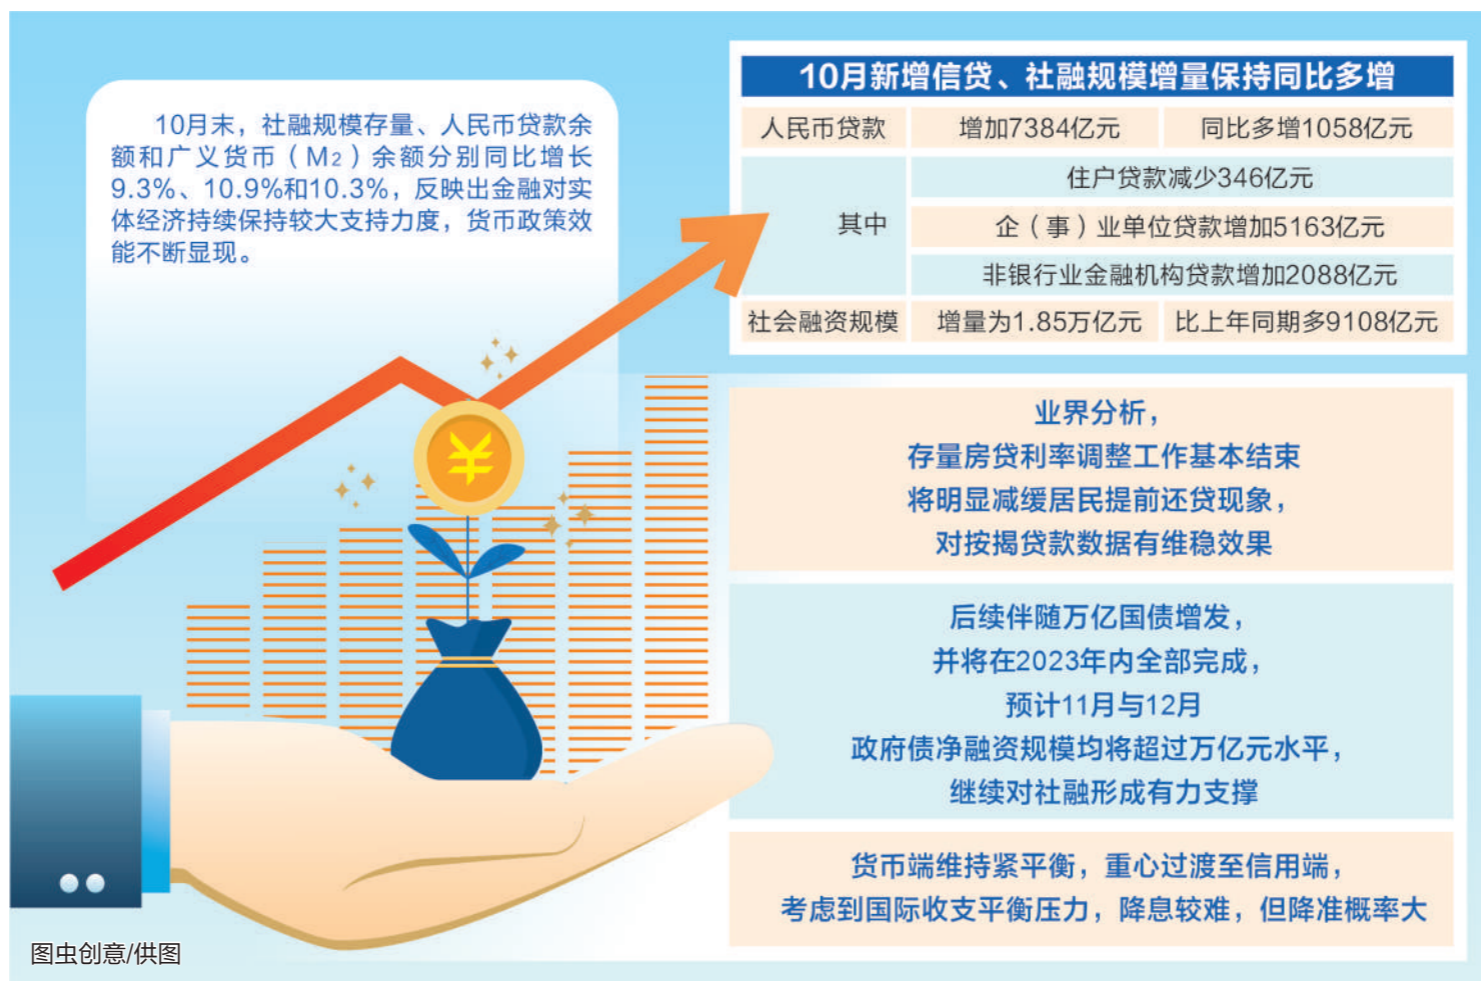 10月末，社融规模存量、人民币贷款余
额和广义货币（M2）余额分别同比增长
9.3%、10.9%和10.3%，反映出金融对实
体经济持续保持较大支持力度，货币政策效
能不断显现。
10月新增信贷、社融规模增量保持同比多增
人民币贷款 增加7384亿元 同比多增1058亿元
其中
住户贷款减少346亿元
企（事）业单位贷款增加5163亿元
非银行业金融机构贷款增加2088亿元
社会融资规模 增量为1.85万亿元 比上年同期多9108亿元
业界分析，
存量房贷利率调整工作基本结束
将明显减缓居民提前还贷现象，
对按揭贷款数据有维稳效果
后续伴随万亿国债增发，
并将在2023年内全部完成，
预计11月与12月
政府债净融资规模均将超过万亿元水平，
继续对社融形成有力支撑
货币端维持紧平衡，重心过渡至信用端，
考虑到国际收支平衡压力，降息较难，但降准概率大
¥
图虫创意/供图